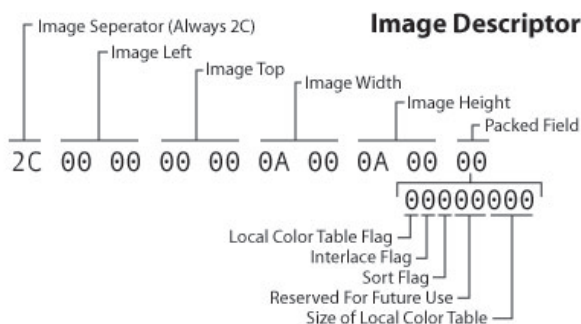 Image Descriptor
Image Seperator (Always 2C)
Image Left
Image Top
Image Width
Image Height
Packed Field
2C 00 00 00 00 0A 00 0A 00 00
00000000
Local Color Table Flag
Interlace Flag
Sort Flag
Reserved For Future Use
Size of Local Color Table